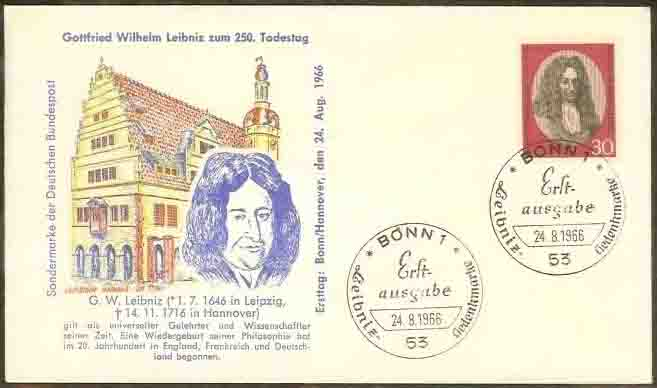 Gottfried Wilhelm Leibniz zum 250. Todestag
Sondermarke der Deutschen Bundespost
Ersttag: Bonn/Hannover, den 24. Aug. 1966
G. W. Leibniz (* 1. 7. 1646 in Leipzig,
† 14. 11. 1716 in Hannover)
gilt als universeller Gelehrter und Wissenschaftler
seiner Zeit. Eine Wiedergeburt seiner Philosophie hat
im 20. Jahrhundert in England, Frankreich und Deutsch-
land begonnen.
30
* BONN 1 *
Erst-
ausgabe
24.8.1966
53
Leibniz-
Gedenkmarke
* BONN 1 *
Erst-
ausgabe
24.8.1966
53
Leibniz-
Gedenkmarke